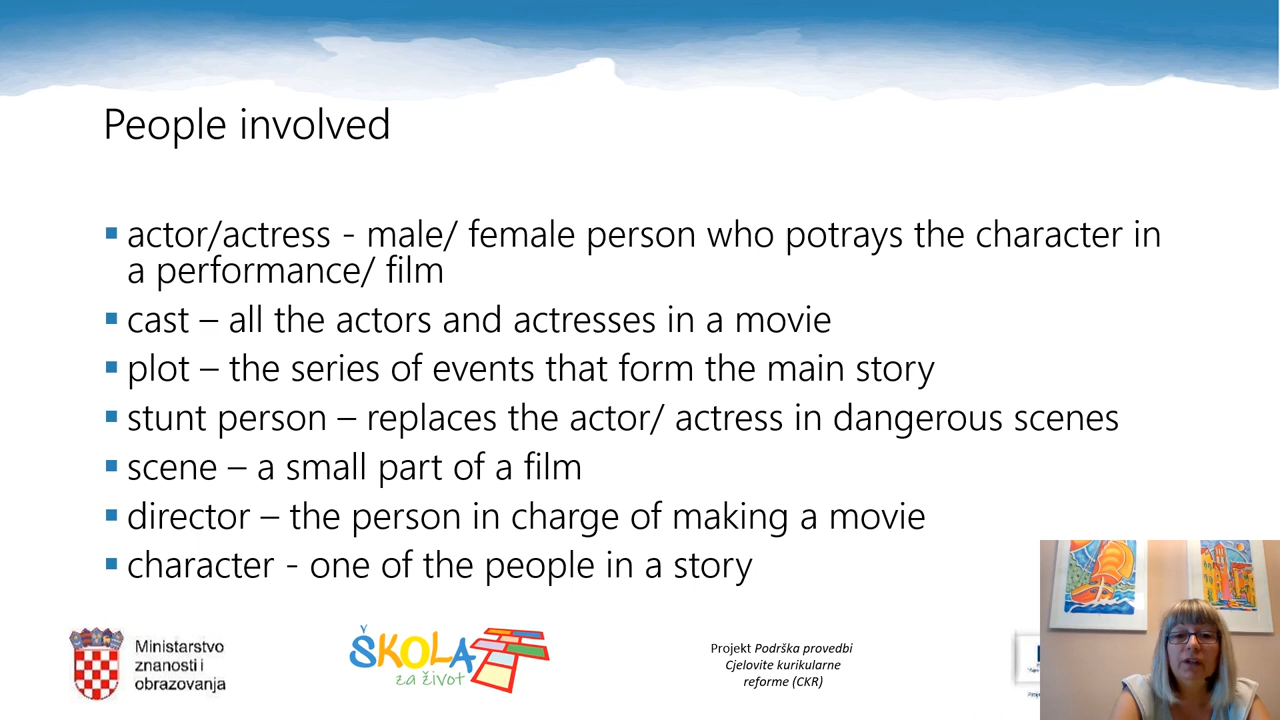 People involved
actor/actress - male/ female person who potrays the character in
a performance/ film
cast – all the actors and actresses in a movie
plot – the series of events that form the main story
stunt person – replaces the actor/ actress in dangerous scenes
scene – a small part of a film
director – the person in charge of making a movie
character - one of the people in a story
Ministarstvo
znanosti i
obrazovanja
ŠKOLA
za život
Projekt Podrška provedbi
Cjelovite kurikularne
reforme (CKR)